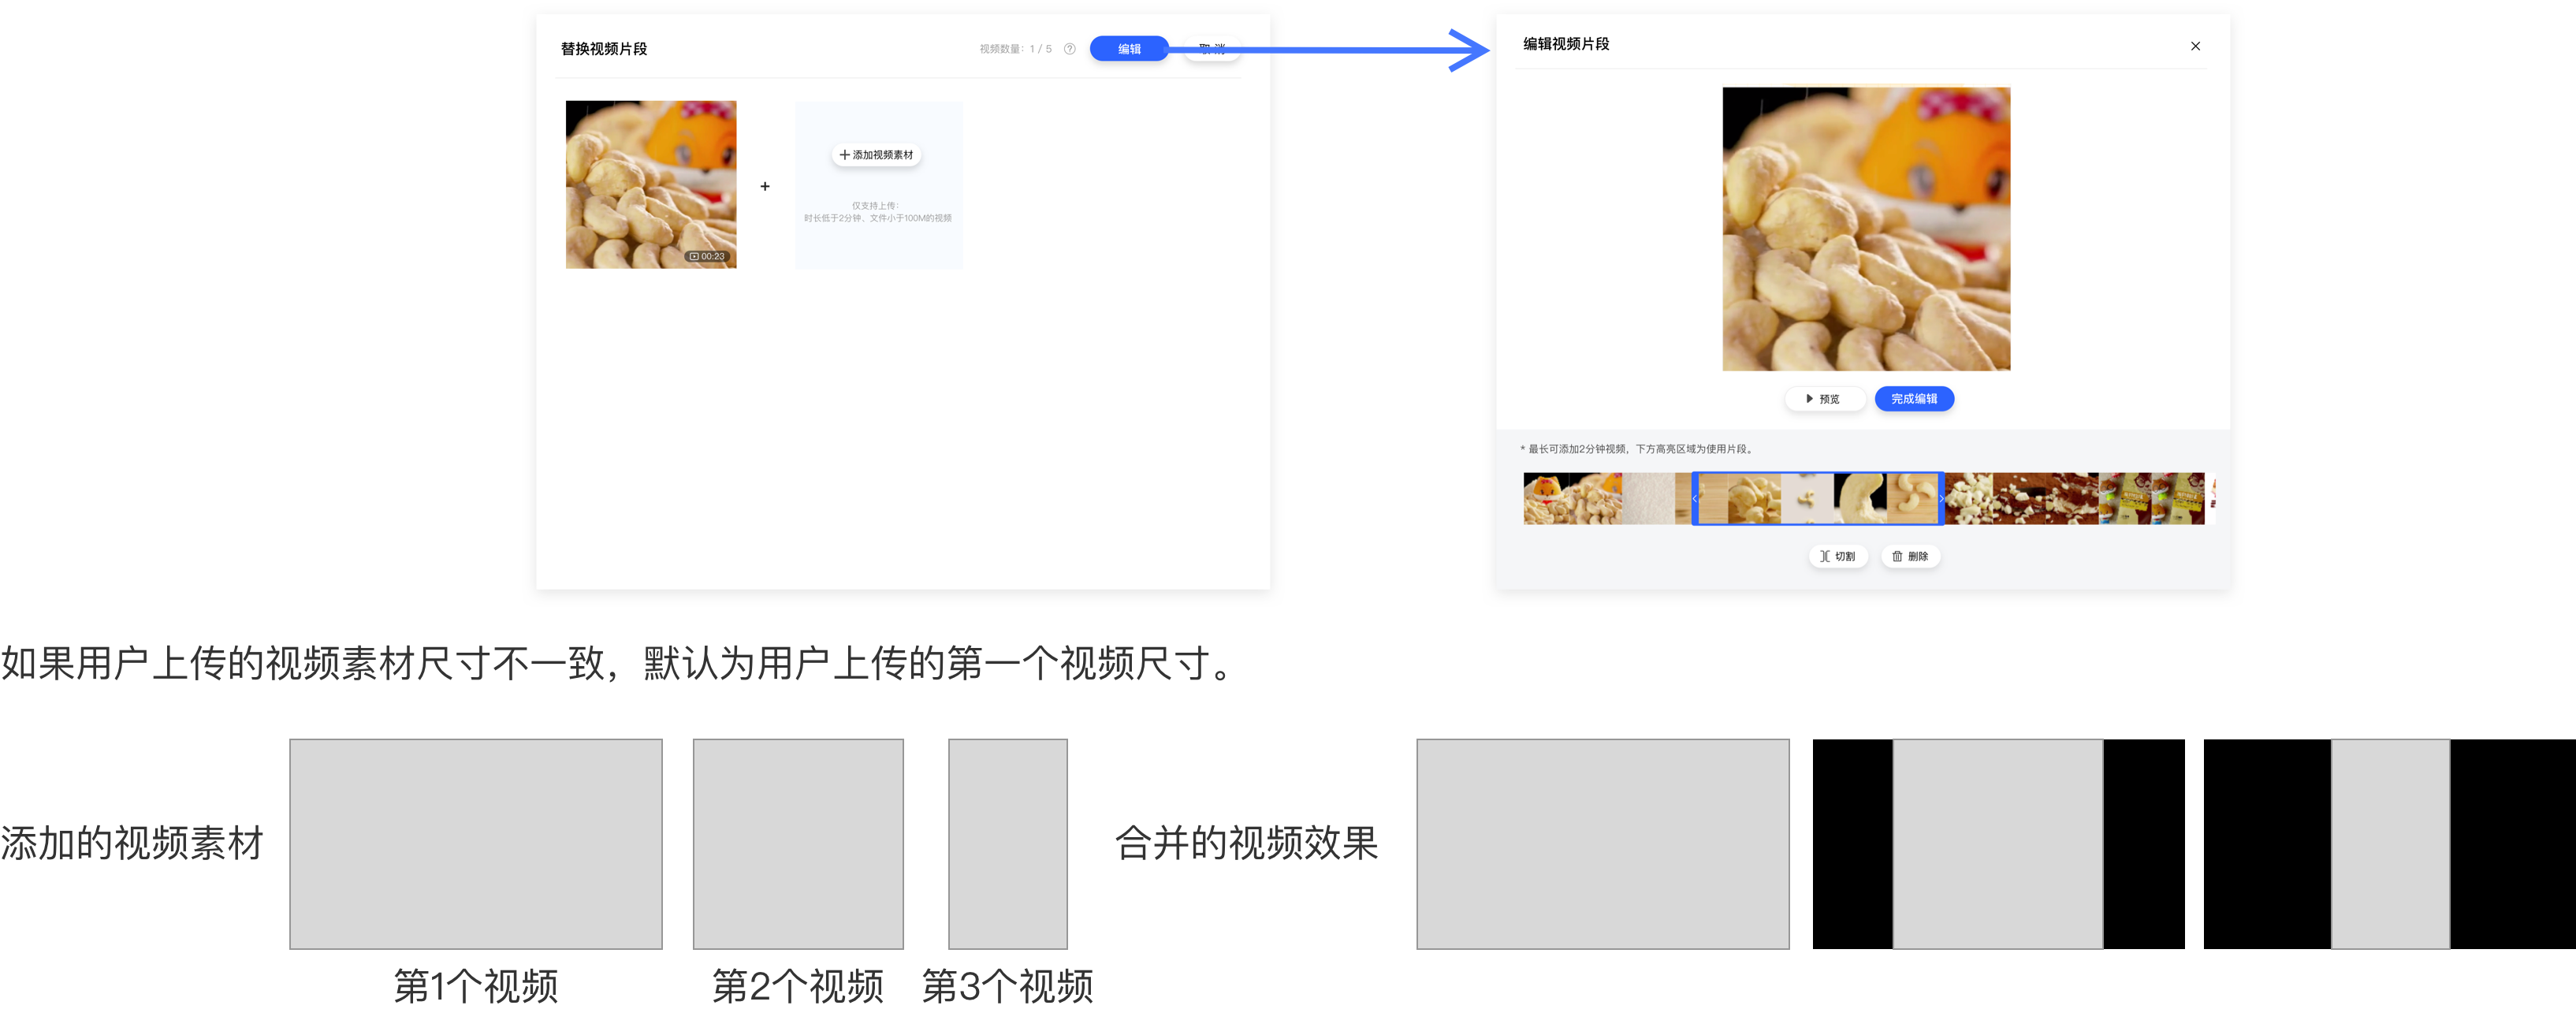 替换视频片段
视频数量：1 / 5
编辑
取 消
添加视频素材
仅支持上传：
时长低于2分钟、文件小于100M的视频
00:23
编辑视频片段
预览
完成编辑
* 最长可添加2分钟视频，下方高亮区域为使用片段。
切割
删除
如果用户上传的视频素材尺寸不一致，默认为用户上传的第一个视频尺寸。
添加的视频素材
第1个视频
第2个视频
第3个视频
合并的视频效果